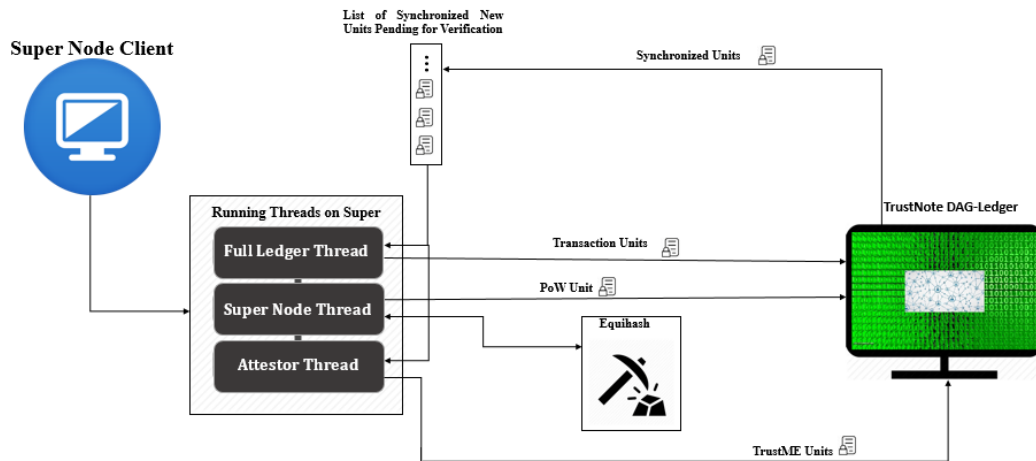 List of Synchronized New
Units Pending for Verification
Super Node Client
Synchronized Units
Running Threads on Super
TrustNote DAG-Ledger
Full Ledger Thread
Transaction Units
Super Node Thread
PoW Unit
Equihash
Attestor Thread
TrustME Units